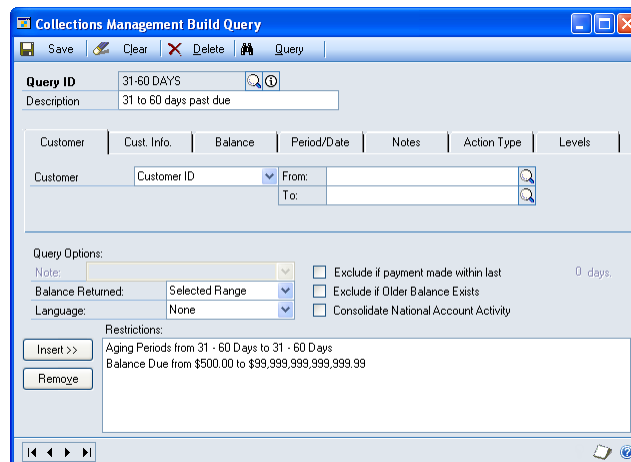 Collections Management Build Query
Save Clear Delete Query
Query ID 31-60 DAYS
Description 31 to 60 days past due
Customer Cust. Info. Balance Period/Date Notes Action Type Levels
Customer Customer ID From:
To:
Query Options:
Note: Exclude if payment made within last 0 days.
Balance Returned: Selected Range Exclude if Older Balance Exists
Language: None Consolidate National Account Activity
Restrictions:
Insert >> Aging Periods from 31 - 60 Days to 31 - 60 Days
Balance Due from $500.00 to $99,999,999,999,999.99
Remove